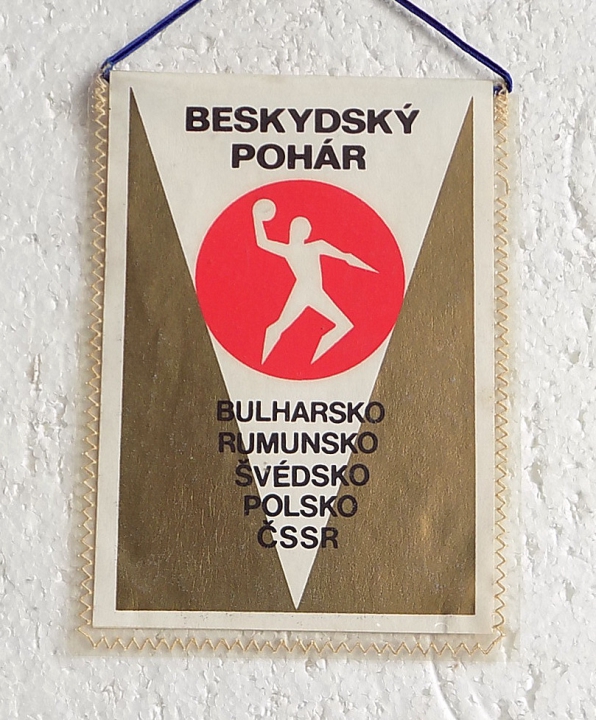 BESKYDSKÝ
POHÁR
BULHARSKO
RUMUNSKO
ŠVÉDSKO
POLSKO
ČSSR